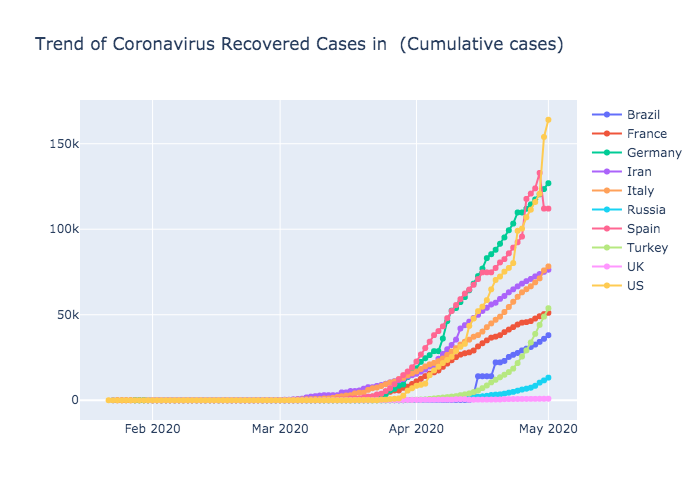 Trend of Coronavirus Recovered Cases in  (Cumulative cases)
150k
100k
50k
0
Feb 2020
Mar 2020
Apr 2020
May 2020
Brazil
France
Germany
Iran
Italy
Russia
Spain
Turkey
UK
US